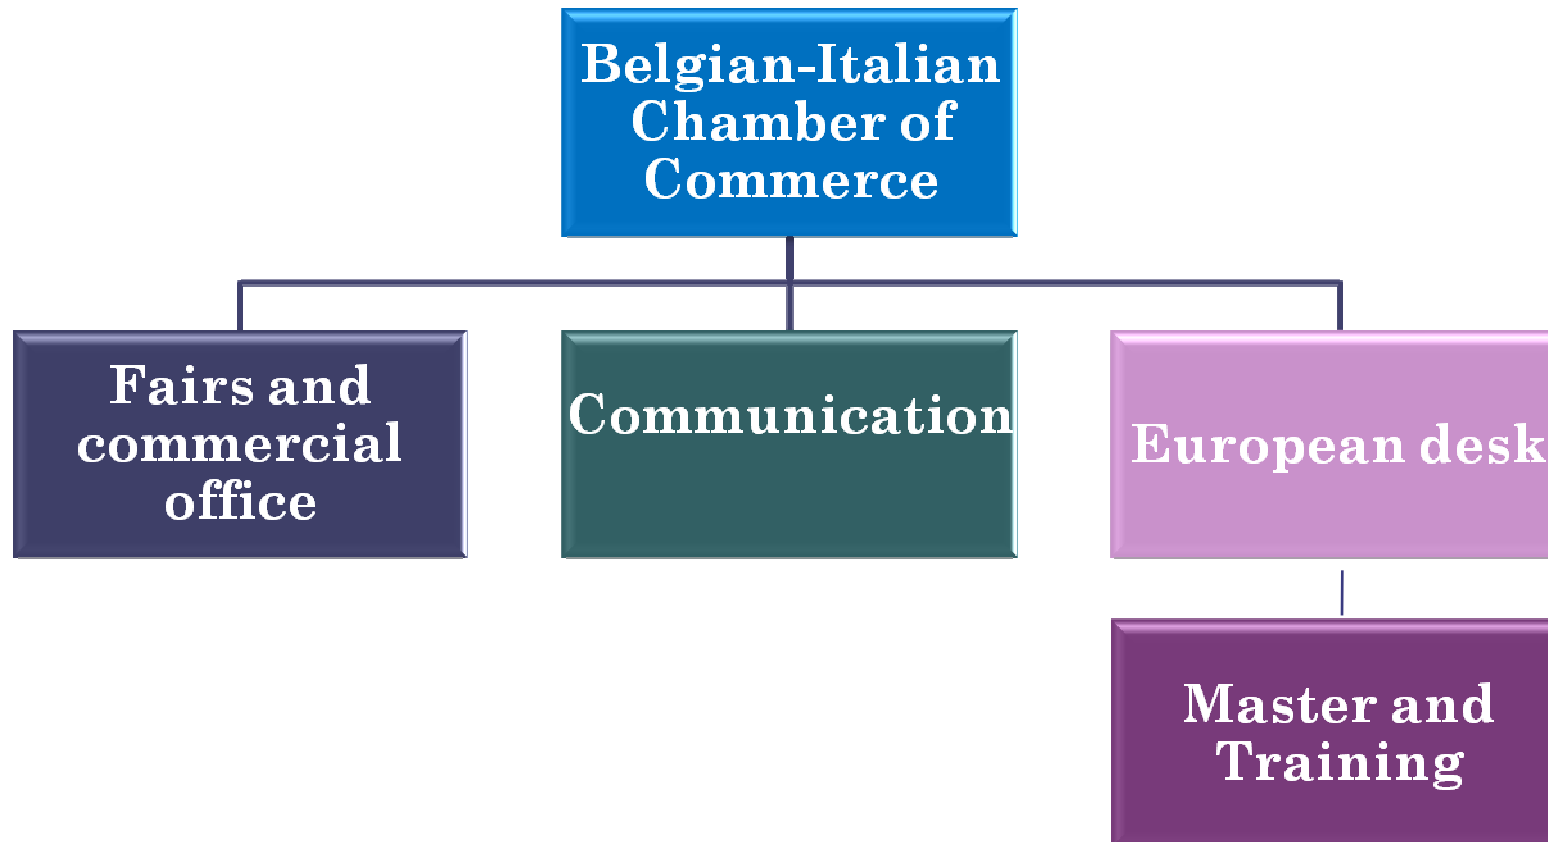 Belgian-Italian
Chamber of
Commerce
Fairs and
commercial
office
Communication
European desk
Master and
Training